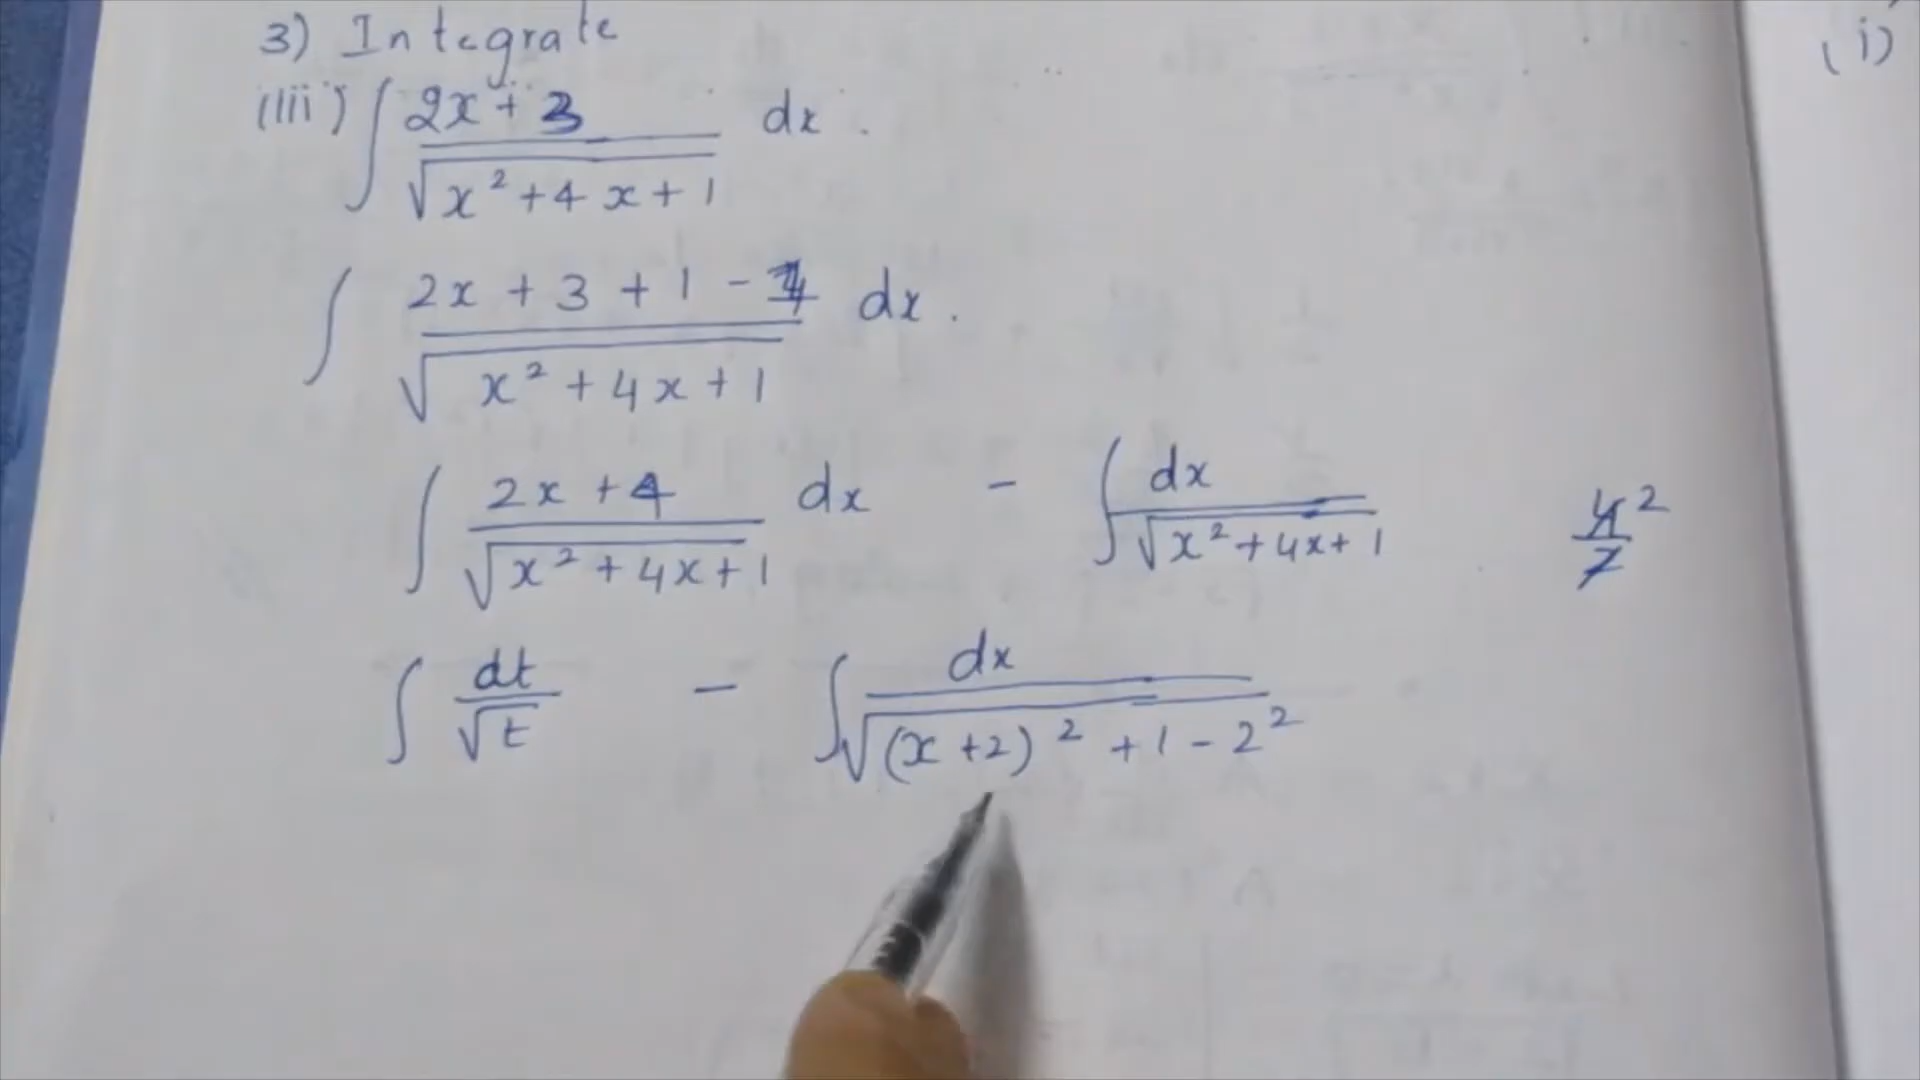 3) Integrate
(iii) ∫ (2x + 3)/√(x² + 4x + 1) dx.
∫ (2x + 3 + 1 - 1)/√(x² + 4x + 1) dx.
∫ (2x + 4)/√(x² + 4x + 1) dx - ∫ dx/√(x² + 4x + 1)
∫ dt/√t - ∫ dx/√((x + 2)² + 1 - 2²)
(i)